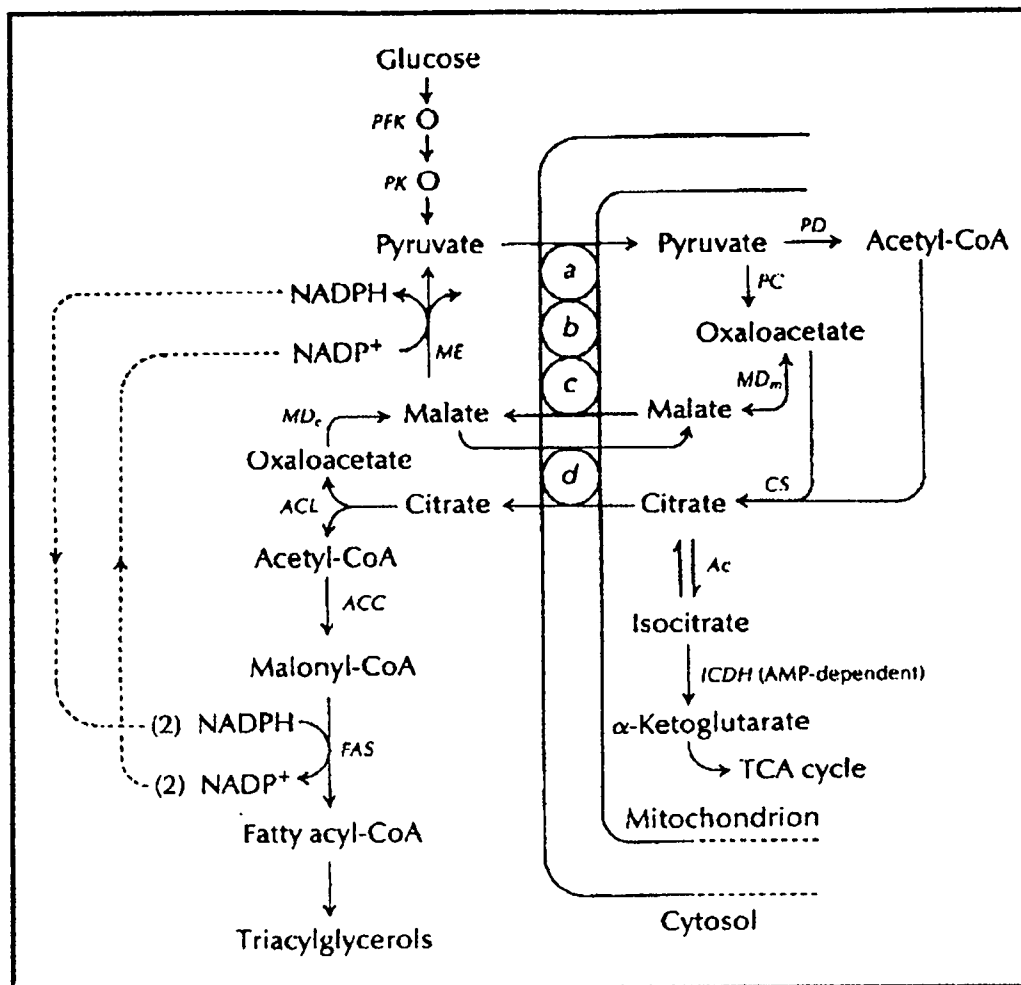 Glucose
PFK
PK
Pyruvate
Pyruvate
PD
Acetyl-CoA
a
PC
NADPH
b
Oxaloacetate
NADP+
ME
c
MDm
MDc
Malate
Malate
Oxaloacetate
d
CS
ACL
Citrate
Citrate
Acetyl-CoA
Ac
ACC
Isocitrate
Malonyl-CoA
ICDH (AMP-dependent)
(2) NADPH
α-Ketoglutarate
FAS
TCA cycle
(2) NADP+
Mitochondrion
Fatty acyl-CoA
Cytosol
Triacylglycerols